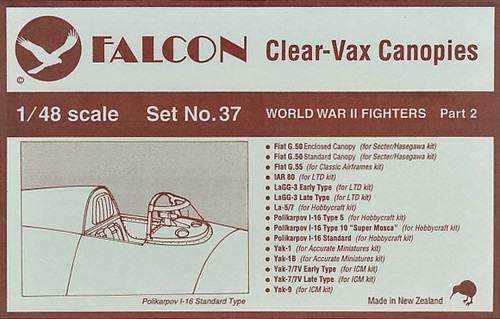 ©
FALCON Clear-Vax Canopies
1/48 scale Set No.37 WORLD WAR II FIGHTERS Part 2
• Fiat G.50 Enclosed Canopy (for Secter/Hasegawa kit)
• Fiat G.50 Standard Canopy (for Secter/Hasegawa kit)
• Fiat G.55 (for Classic Airframes kit)
• IAR 80 (for LTD kit)
• LaGG-3 Early Type (for LTD kit)
• LaGG-3 Late Type (for LTD kit)
• La-5/7 (for Hobbycraft kit)
• Polikarpov I-16 Type 5 (for Hobbycraft kit)
• Polikarpov I-16 Type 10 "Super Mosca" (for Hobbycraft kit)
• Polikarpov I-16 Standard (for Hobbycraft kit)
• Yak-1 (for Accurate Miniatures kit)
• Yak-1B (for Accurate Miniatures kit)
• Yak-7/7V Early Type (for ICM kit)
• Yak-7/7V Late Type (for ICM kit)
• Yak-9 (for ICM kit)
Polikarpov I-16 Standard Type
Made in New Zealand